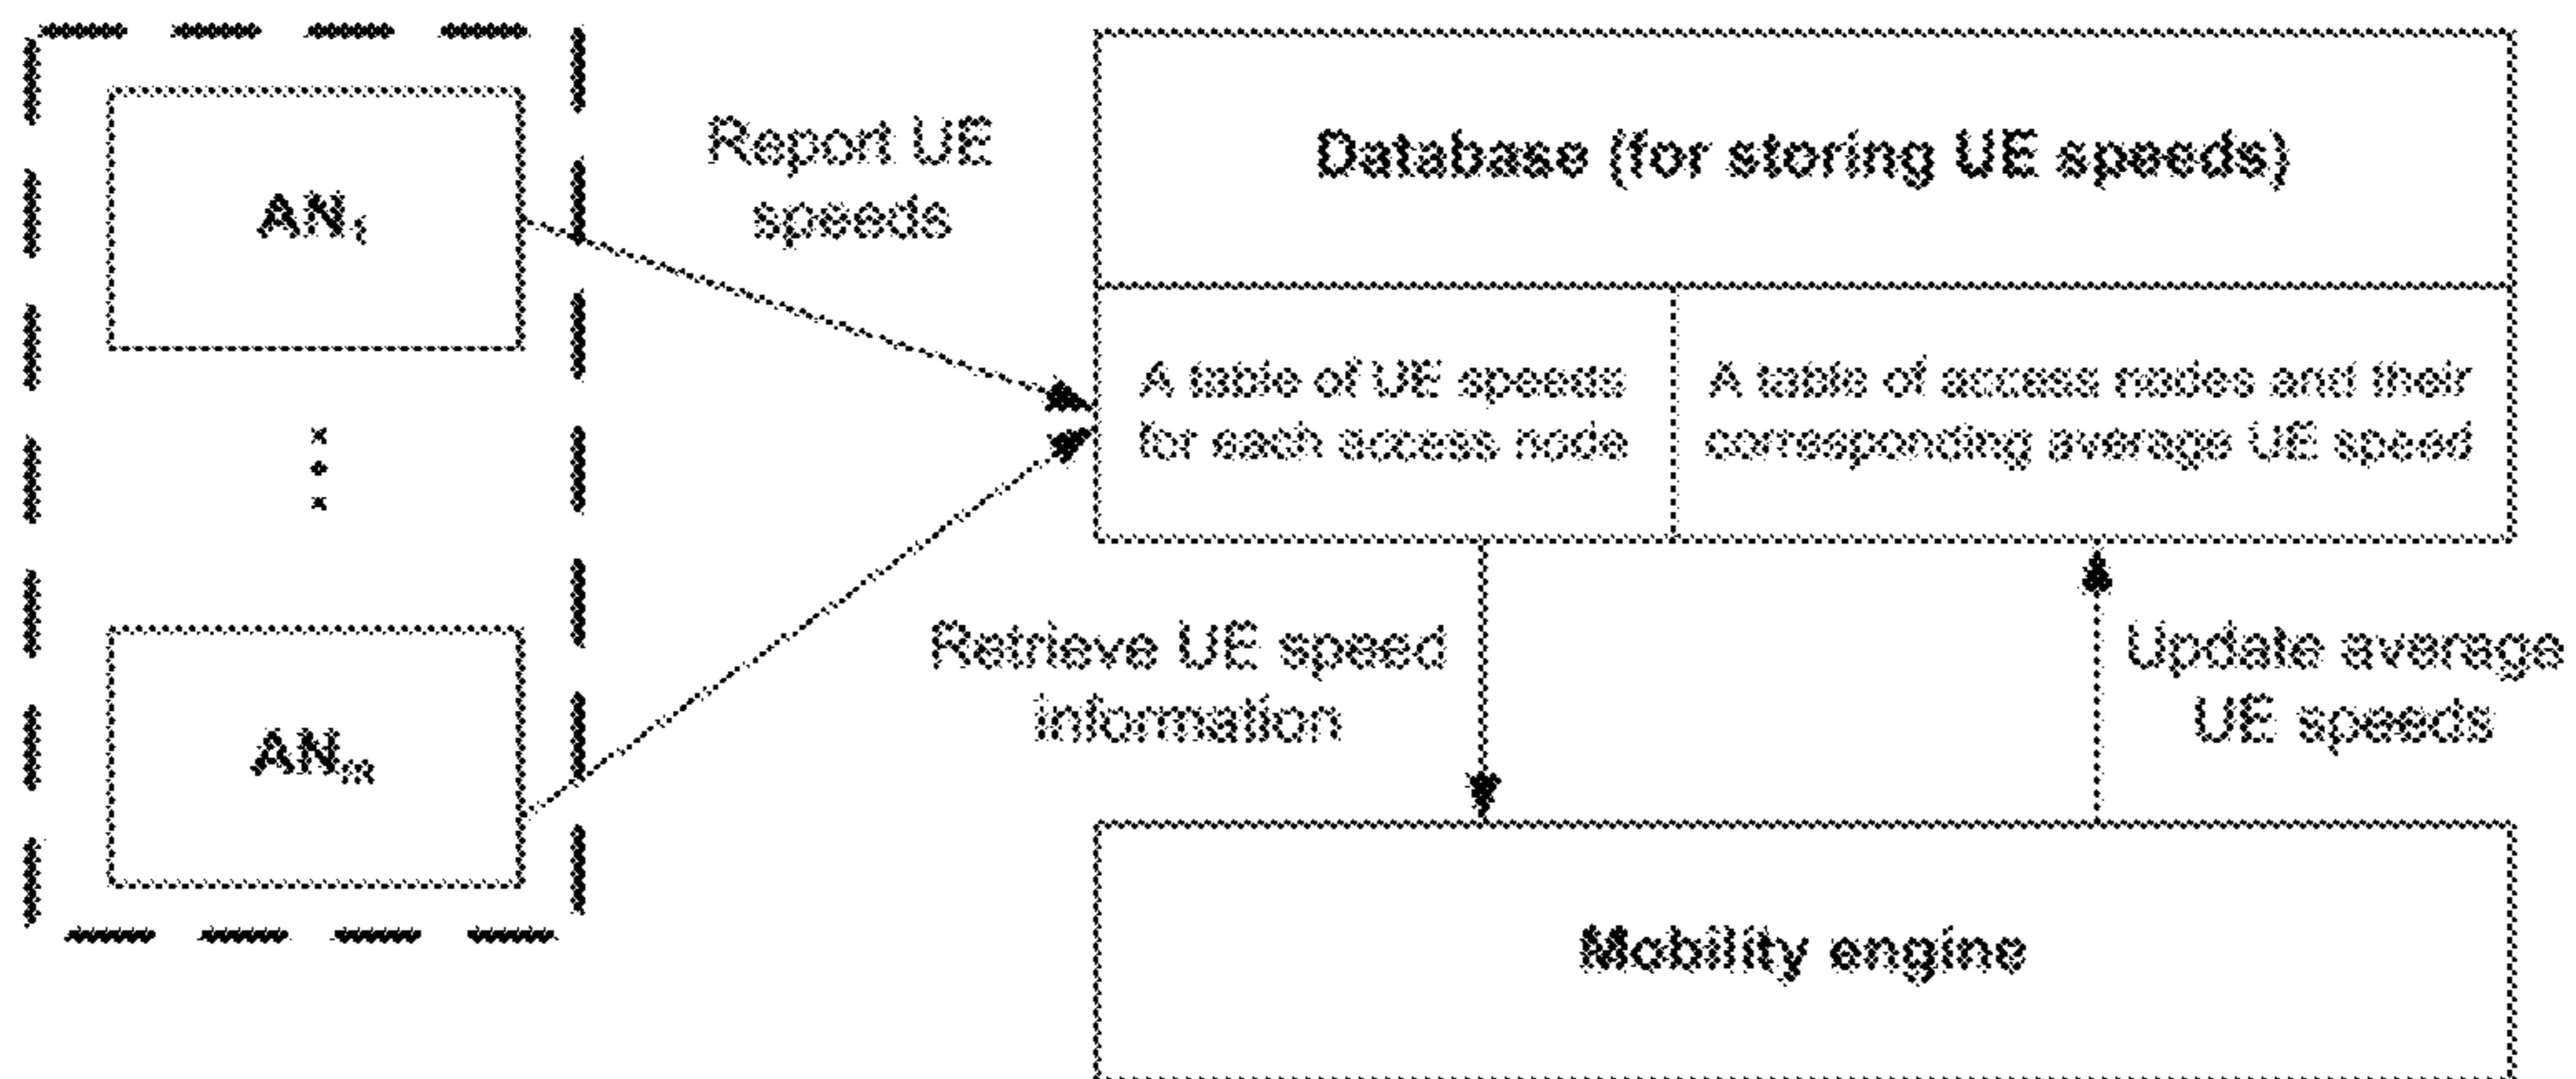 AN1
Report UE
speeds
Database (for storing UE speeds)
A table of UE speeds
for each access node
A table of access nodes and their
corresponding average UE speed
ANm
Retrieve UE speed
information
Update average
UE speeds
Mobility engine